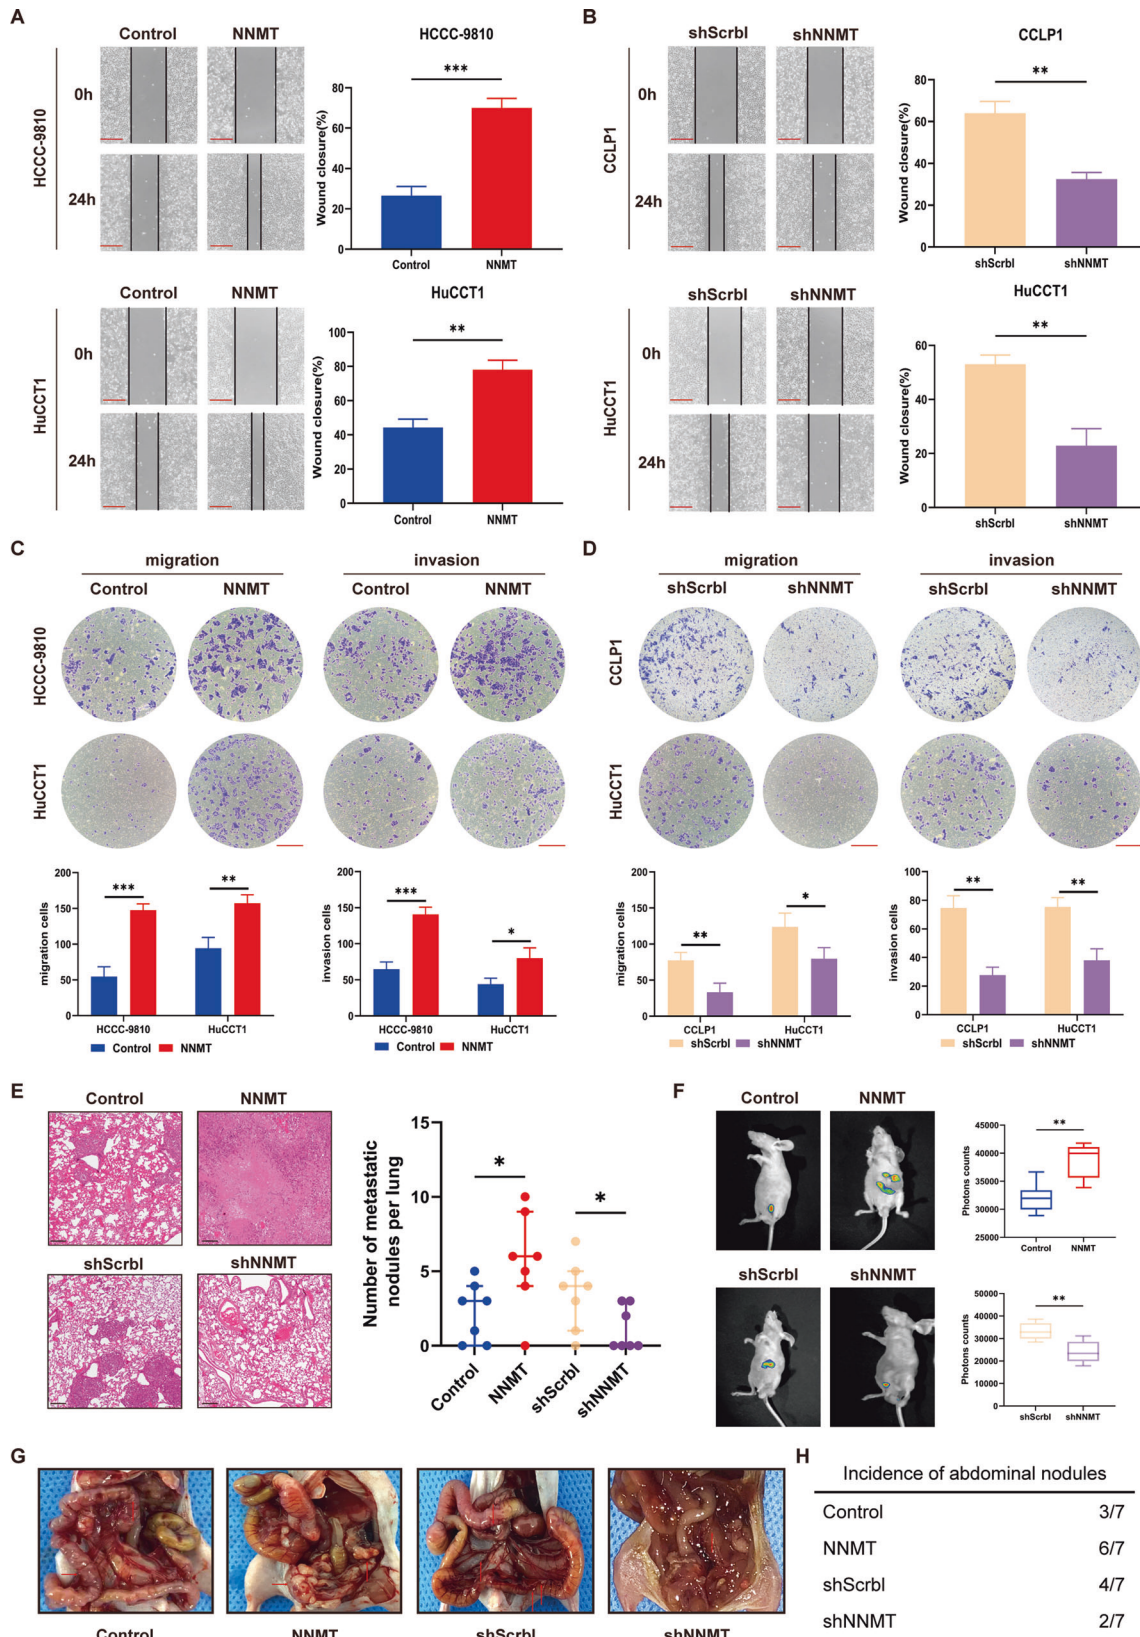 A
Control NNMT
0h
24h
HCCC-9810
HCCC-9810
***
Wound closure(%)
80
60
40
20
0
Control NNMT
Control NNMT
0h
24h
HuCCT1
HuCCT1
**
Wound closure(%)
100
80
60
40
20
0
Control NNMT
B
shScrbl shNNMT
0h
24h
CCLP1
CCLP1
**
Wound closure(%)
80
60
40
20
0
shScrbl shNNMT
shScrbl shNNMT
0h
24h
HuCCT1
HuCCT1
**
Wound closure(%)
60
40
20
0
shScrbl shNNMT
C
migration invasion
Control NNMT Control NNMT
HCCC-9810
HuCCT1
migration cells
200
150
100
50
0
*** **
HCCC-9810 HuCCT1
Control NNMT
invasion cells
200
150
100
50
0
*** *
HCCC-9810 HuCCT1
Control NNMT
D
migration invasion
shScrbl shNNMT shScrbl shNNMT
CCLP1
HuCCT1
migration cells
200
150
100
50
0
** *
CCLP1 HuCCT1
shScrbl shNNMT
invasion cells
100
80
60
40
20
0
** **
CCLP1 HuCCT1
shScrbl shNNMT
E
Control NNMT
shScrbl shNNMT
Number of metastatic
nodules per lung
15
10
5
0
* *
Control NNMT shScrbl shNNMT
F
Control NNMT
shScrbl shNNMT
Photons counts
45000
40000
35000
30000
25000
**
Control NNMT
Photons counts
50000
40000
30000
20000
10000
0
**
shScrbl shNNMT
G
Control NNMT shScrbl shNNMT
H
Incidence of abdominal nodules
Control 3/7
NNMT 6/7
shScrbl 4/7
shNNMT 2/7